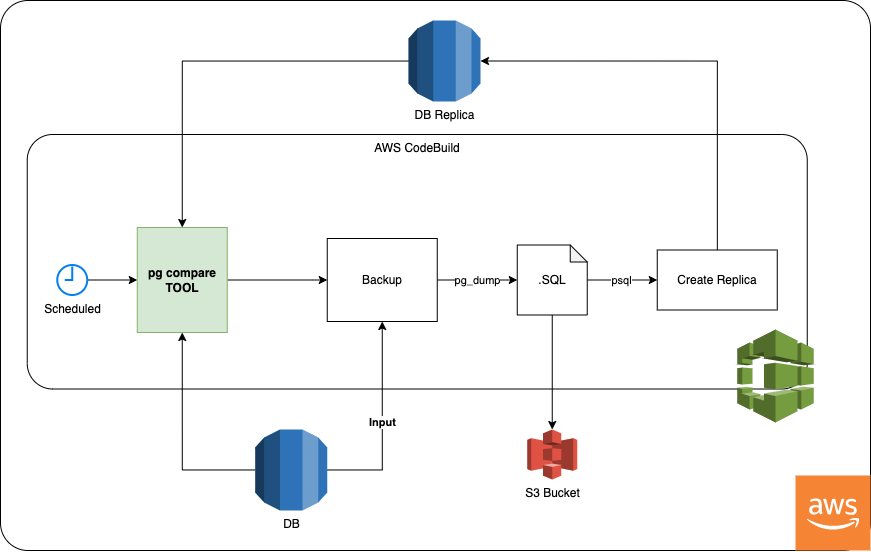 DB Replica
AWS CodeBuild
Scheduled
pg compare
TOOL
Backup
pg_dump
.SQL
psql
Create Replica
Input
DB
S3 Bucket
aws